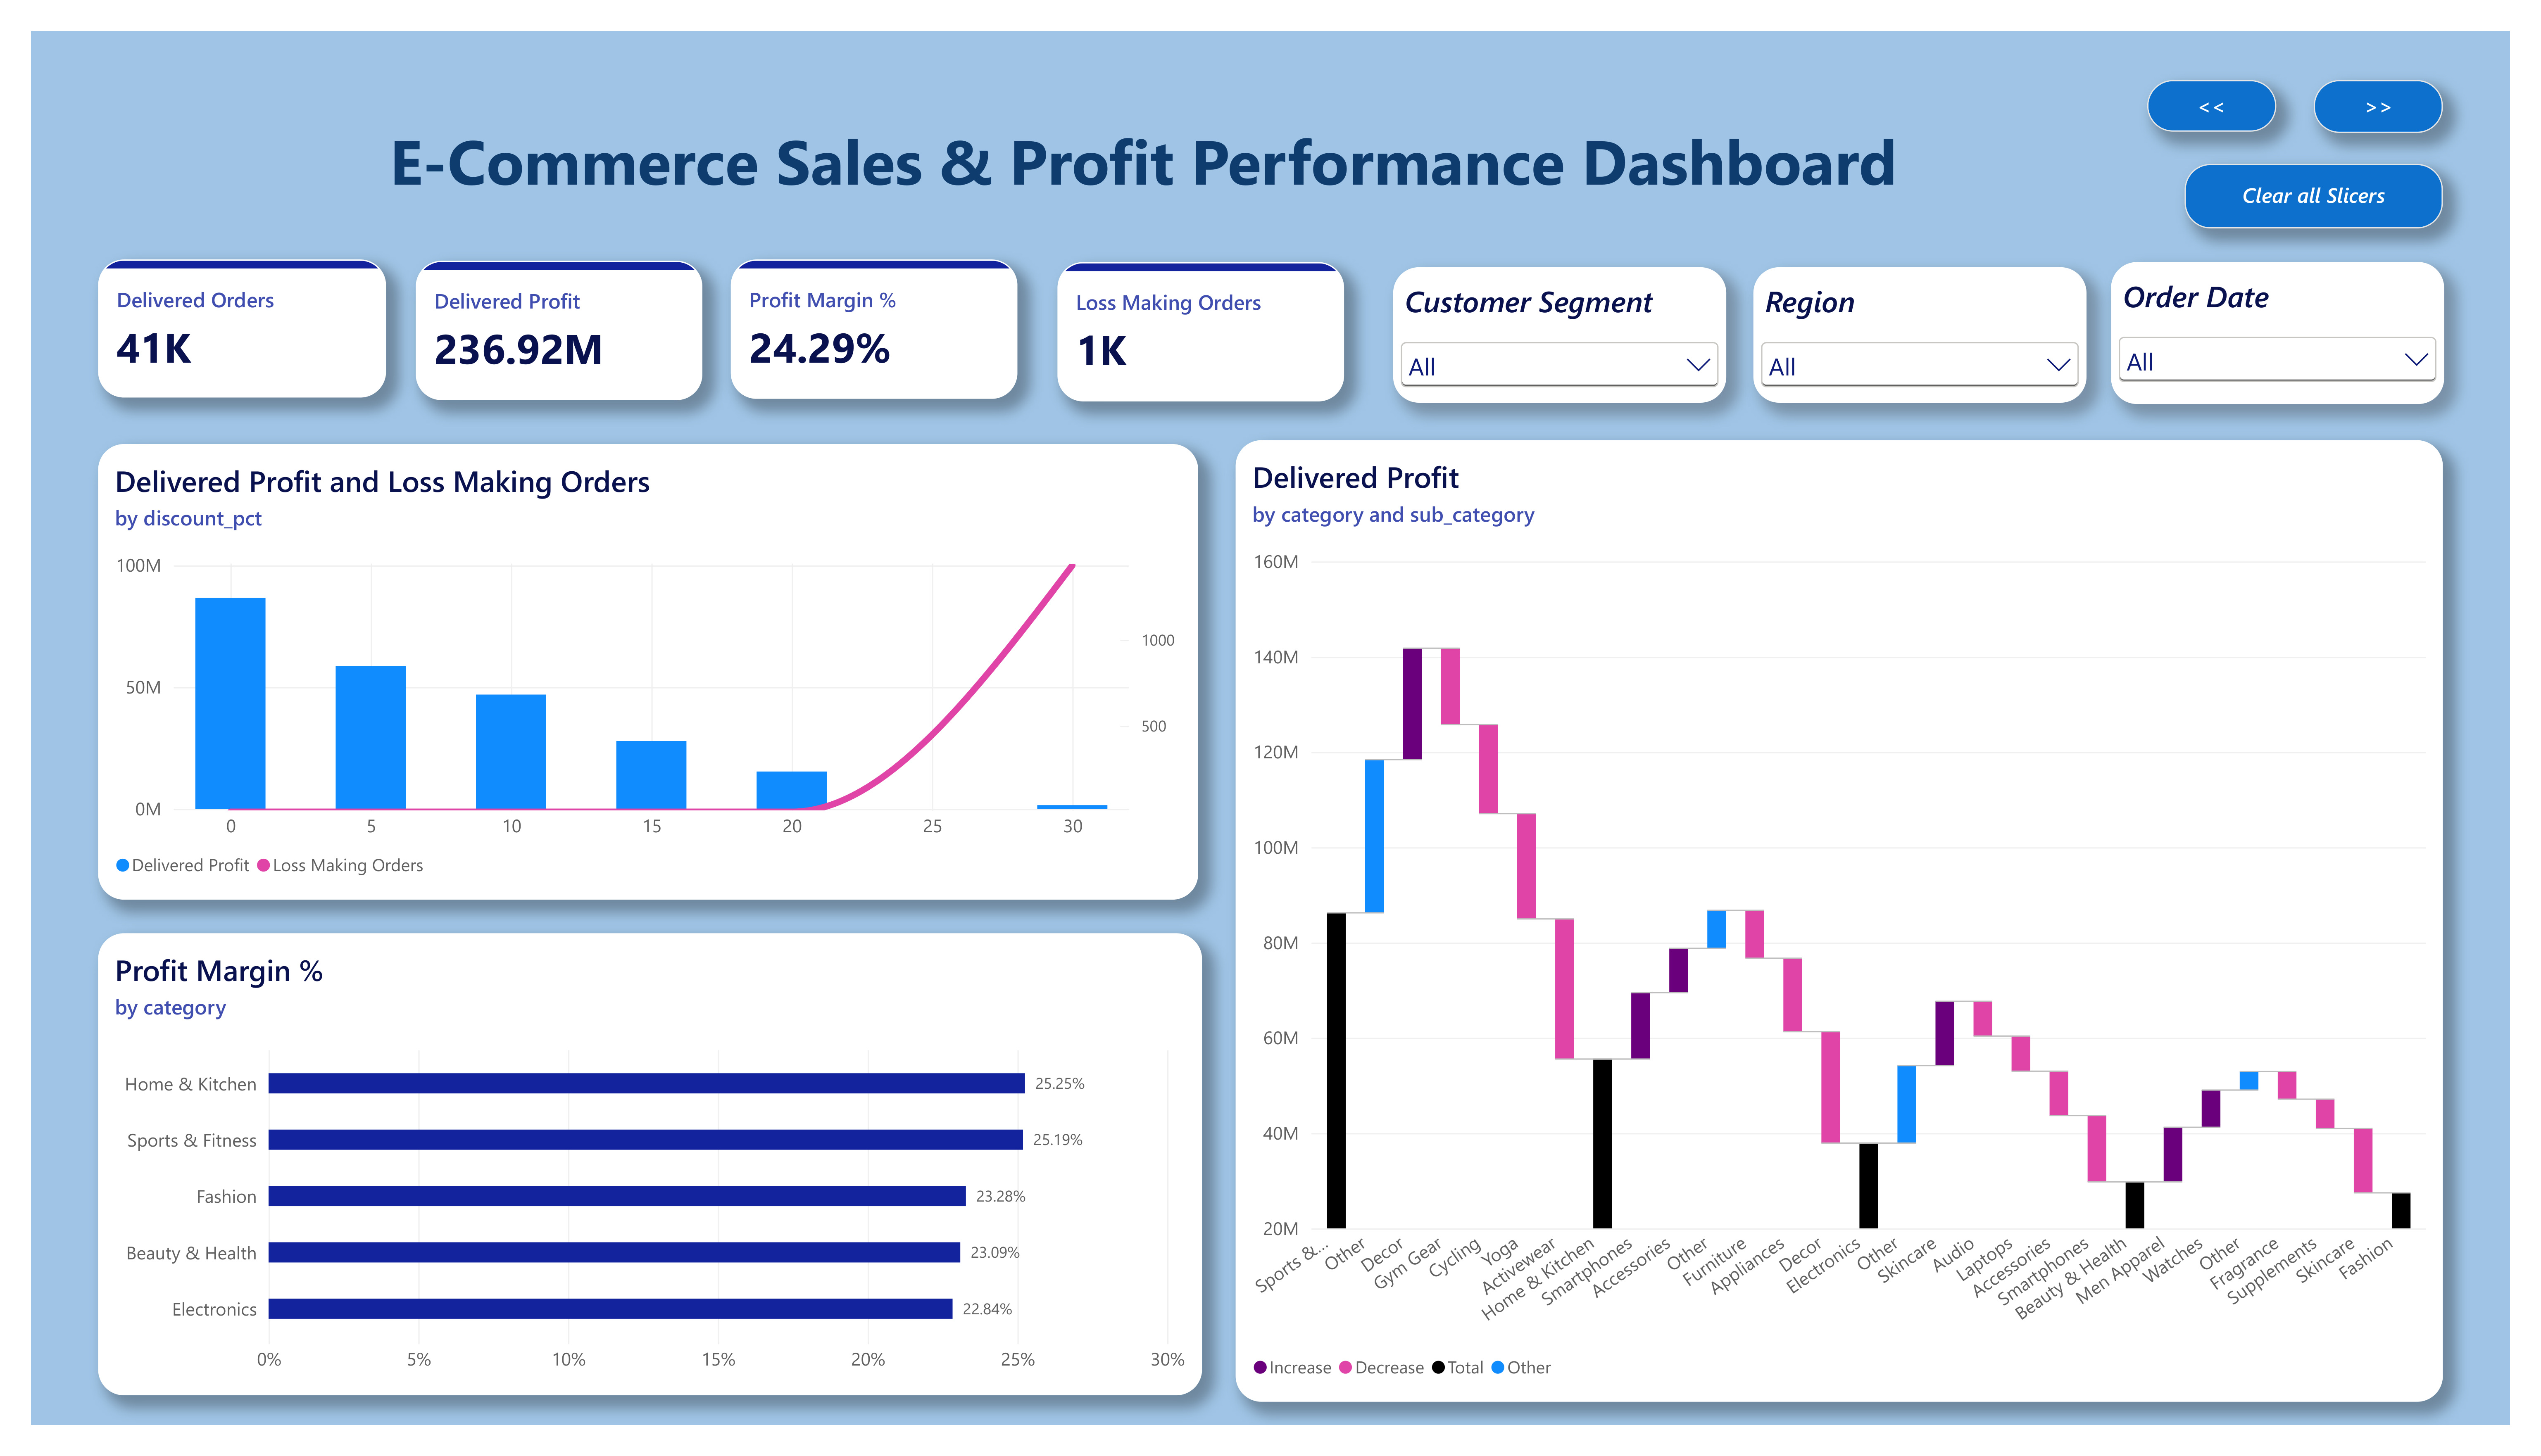 << >>
E-Commerce Sales & Profit Performance Dashboard
Clear all Slicers
Delivered Orders
41K
Delivered Profit
236.92M
Profit Margin %
24.29%
Loss Making Orders
1K
Customer Segment
All
Region
All
Order Date
All
Delivered Profit and Loss Making Orders
by discount_pct
100M
50M
0M
1000
500
0 5 10 15 20 25 30
Delivered Profit Loss Making Orders
Profit Margin %
by category
Home & Kitchen 25.25%
Sports & Fitness 25.19%
Fashion 23.28%
Beauty & Health 23.09%
Electronics 22.84%
0% 5% 10% 15% 20% 25% 30%
Delivered Profit
by category and sub_category
160M
140M
120M
100M
80M
60M
40M
20M
Sports &...
Other
Decor
Gym Gear
Cycling
Yoga
Activewear
Home & Kitchen
Smartphones
Accessories
Other
Furniture
Appliances
Decor
Electronics
Other
Skincare
Audio
Laptops
Accessories
Smartphones
Beauty & Health
Men Apparel
Watches
Other
Fragrance
Supplements
Skincare
Fashion
Increase Decrease Total Other